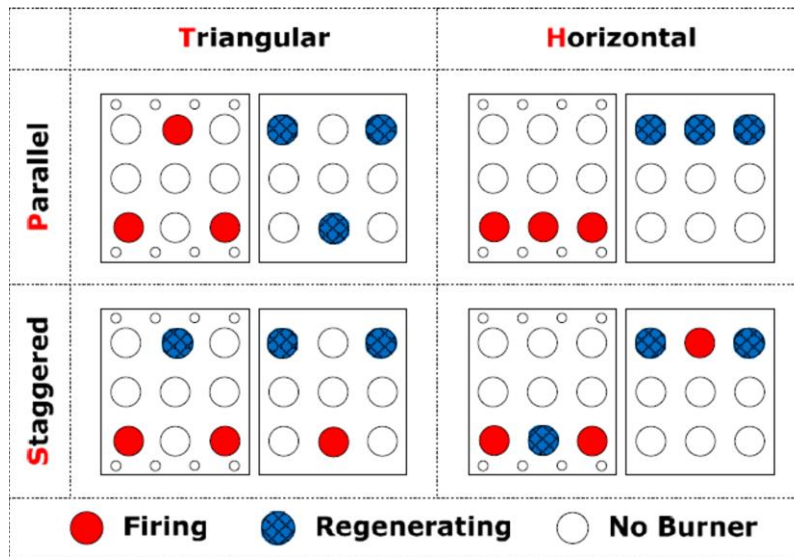 Triangular
Horizontal
Parallel
Staggered
Firing
Regenerating
No Burner